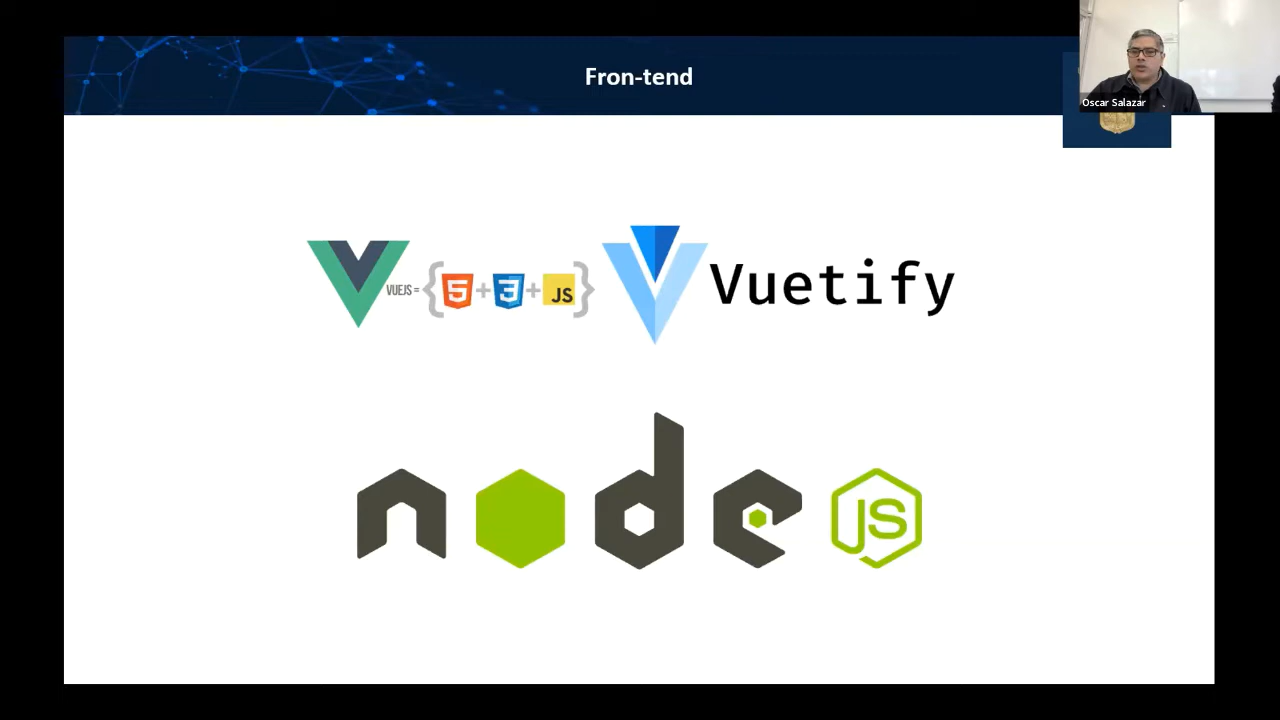 Fron-tend
Oscar Salazar
VUEJS = {5+3+JS}
Vuetify
node
JS